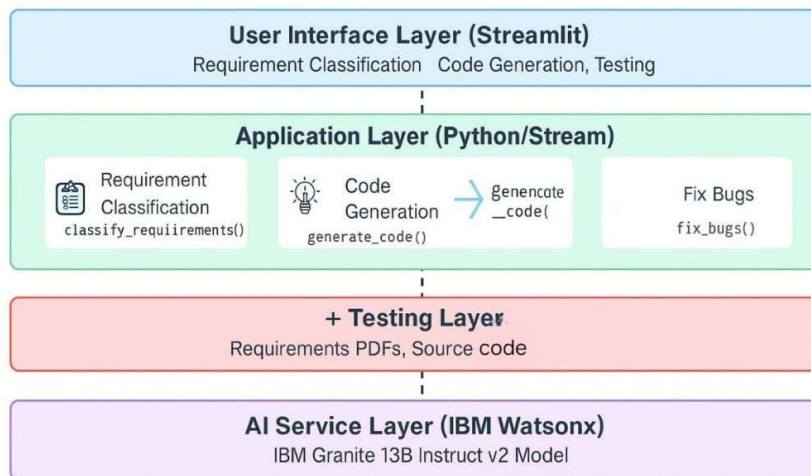 User Interface Layer (Streamlit)
Requirement Classification Code Generation, Testing
Application Layer (Python/Stream)
Requirement
Classification
classify_requiirements()
Code
Generation
generate_code()
genencate
__code(
Fix Bugs
fix_bugs()
+ Testing Layer
Requirements PDFs, Source code
AI Service Layer (IBM Watsonx)
IBM Granite 13B Instruct v2 Model